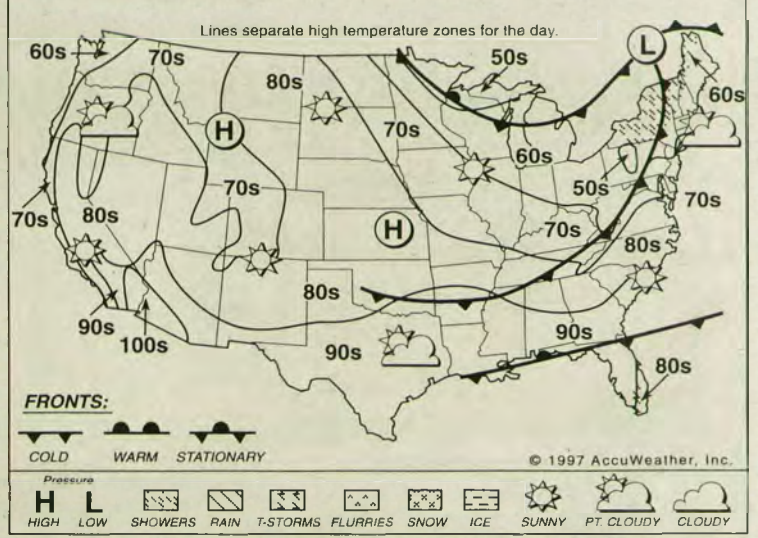 Lines separate high temperature zones for the day.
L
60s
70s
50s
80s
60s
H
70s
60s
70s
50s
70s
80s
70s
H
70s
80s
80s
90s
100s
90s
90s
80s
FRONTS:
COLD WARM STATIONARY
© 1997 AccuWeather, Inc.
Pressure
H L
HIGH LOW SHOWERS RAIN T-STORMS FLURRIES SNOW ICE SUNNY PT. CLOUDY CLOUDY